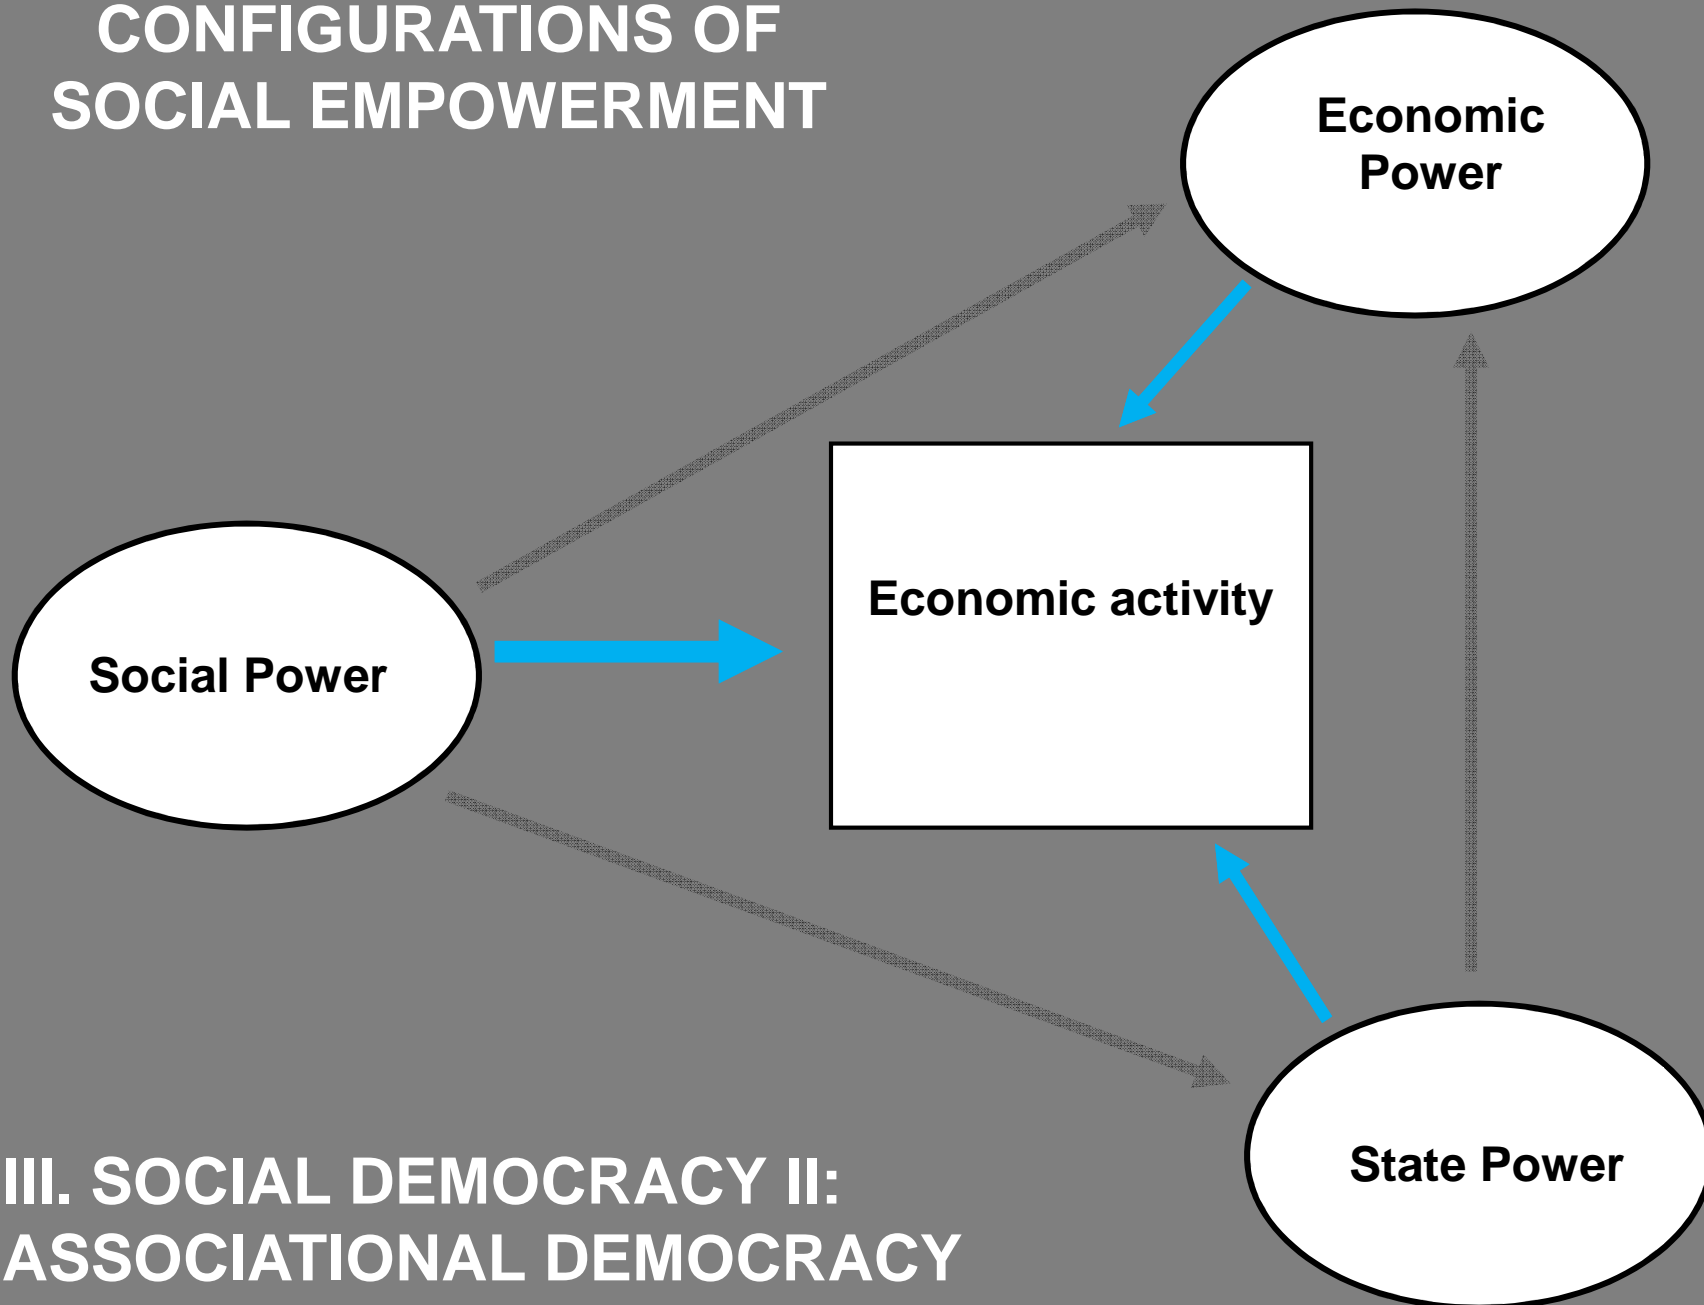 CONFIGURATIONS OF
SOCIAL EMPOWERMENT
Economic
Power
Economic activity
Social Power
State Power
III. SOCIAL DEMOCRACY II:
ASSOCIATIONAL DEMOCRACY